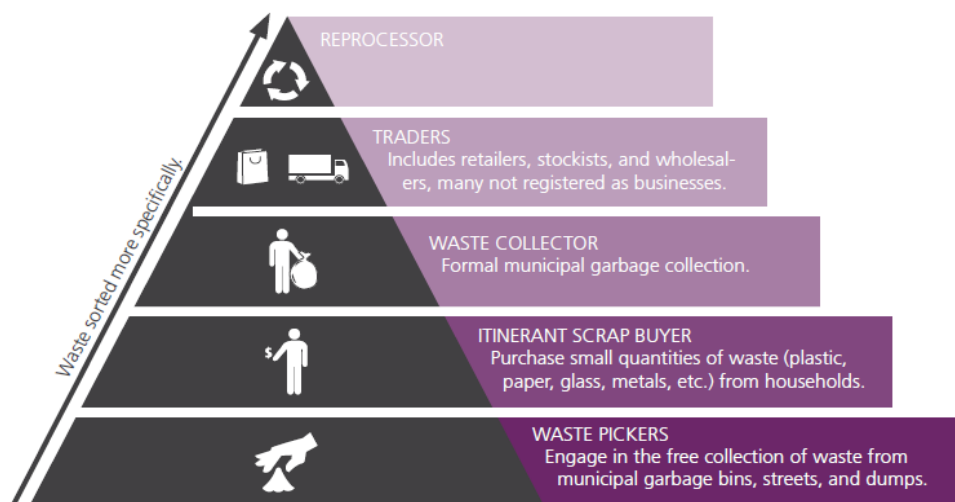 REPROCESSOR
TRADERS
Includes retailers, stockists, and wholesal-
ers, many not registered as businesses.
WASTE COLLECTOR
Formal municipal garbage collection.
ITINERANT SCRAP BUYER
Purchase small quantities of waste (plastic,
paper, glass, metals, etc.) from households.
WASTE PICKERS
Engage in the free collection of waste from
municipal garbage bins, streets, and dumps.
Waste sorted more specifically.
$